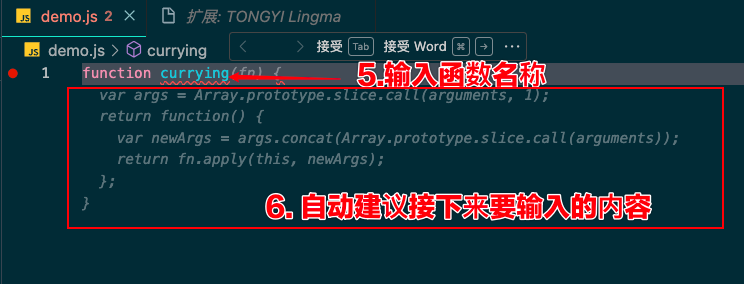 JS demo.js 2 × 扩展: TONGYI Lingma
JS demo.js > currying < > 接受 Tab 接受 Word ⌘ → ···
1 function currying(fn) { 5.输入函数名称
var args = Array.prototype.slice.call(arguments, 1);
return function() {
var newArgs = args.concat(Array.prototype.slice.call(arguments));
return fn.apply(this, newArgs);
};
}
6. 自动建议接下来要输入的内容